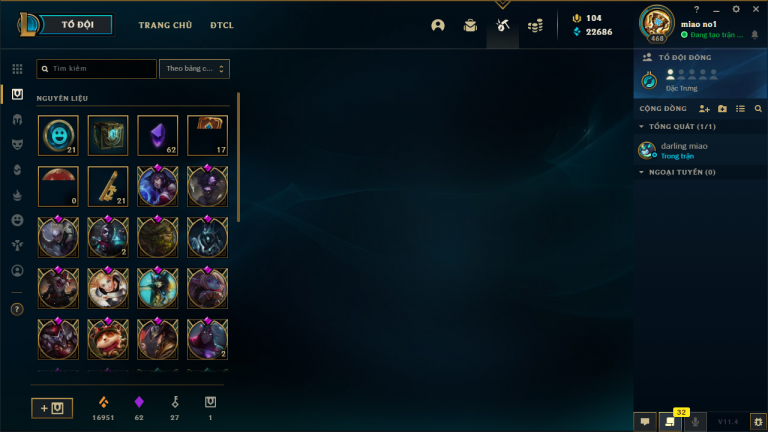 TỔ ĐỘI
TRANG CHỦ
ĐTCL
104
22686
?
468
miao no1
Đang tạo trận ...
Tìm kiếm
Theo bảng c...
NGUYÊN LIỆU
21
62
17
0
21
2
2
+
16951
62
27
1
?
TỔ ĐỘI ĐÓNG
Đặc Trưng
CỘNG ĐỒNG
TỔNG QUÁT (1/1)
darling miao
Trong trận
NGOẠI TUYẾN (0)
32
V11.4